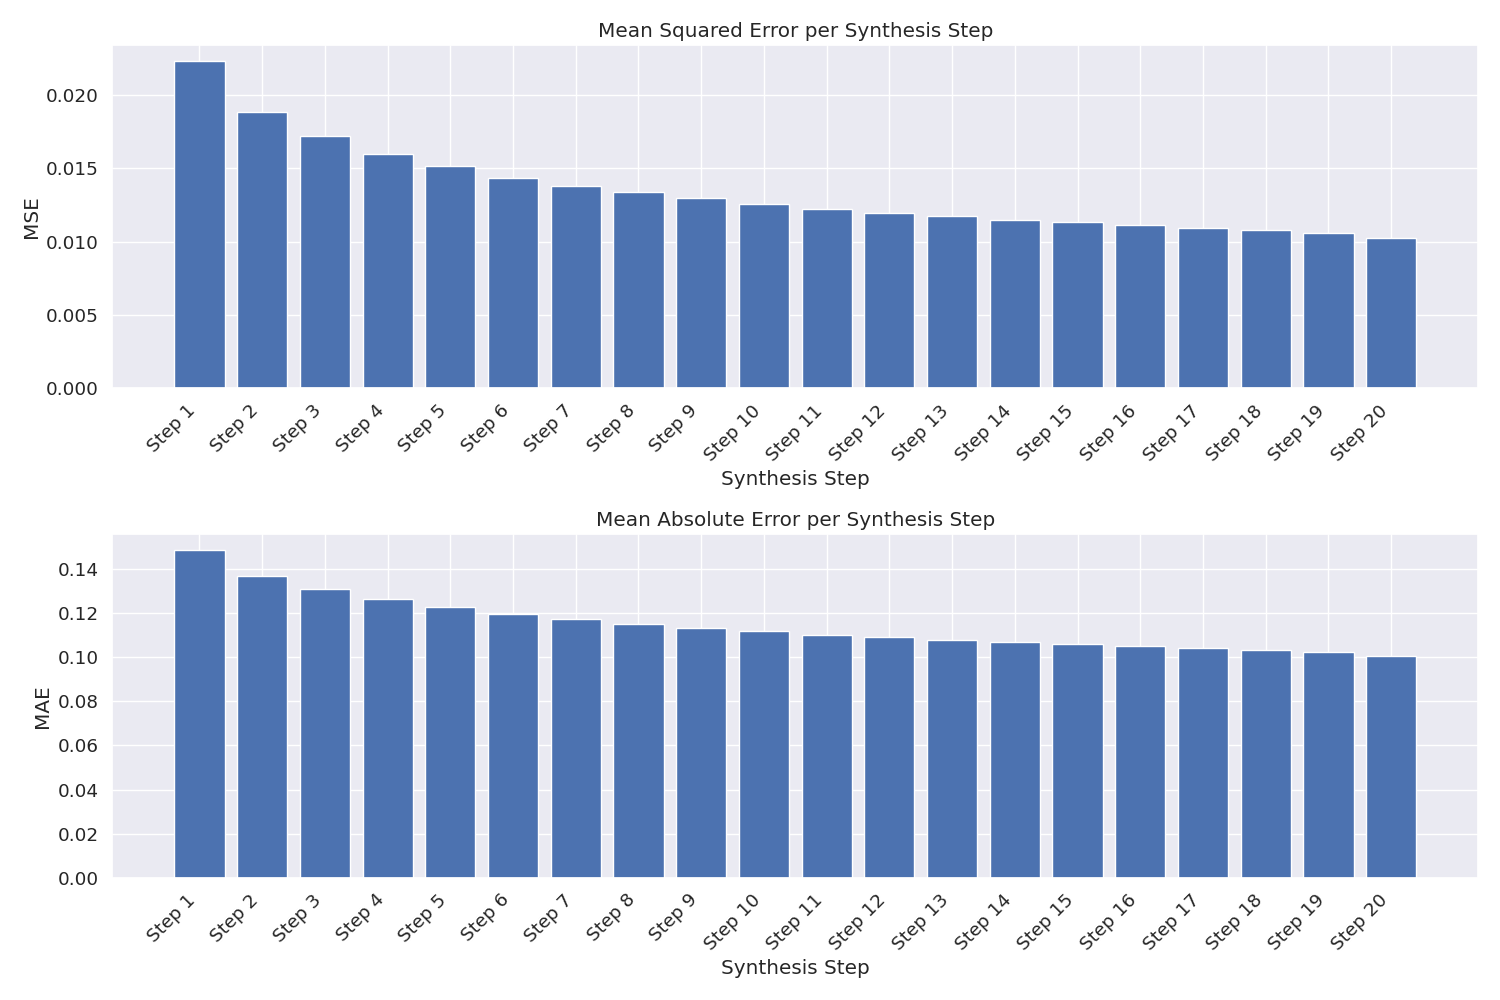 Mean Squared Error per Synthesis Step
MSE
0.020
0.015
0.010
0.005
0.000
Step 1
Step 2
Step 3
Step 4
Step 5
Step 6
Step 7
Step 8
Step 9
Step 10
Step 11
Step 12
Step 13
Step 14
Step 15
Step 16
Step 17
Step 18
Step 19
Step 20
Synthesis Step
Mean Absolute Error per Synthesis Step
MAE
0.14
0.12
0.10
0.08
0.06
0.04
0.02
0.00
Step 1
Step 2
Step 3
Step 4
Step 5
Step 6
Step 7
Step 8
Step 9
Step 10
Step 11
Step 12
Step 13
Step 14
Step 15
Step 16
Step 17
Step 18
Step 19
Step 20
Synthesis Step